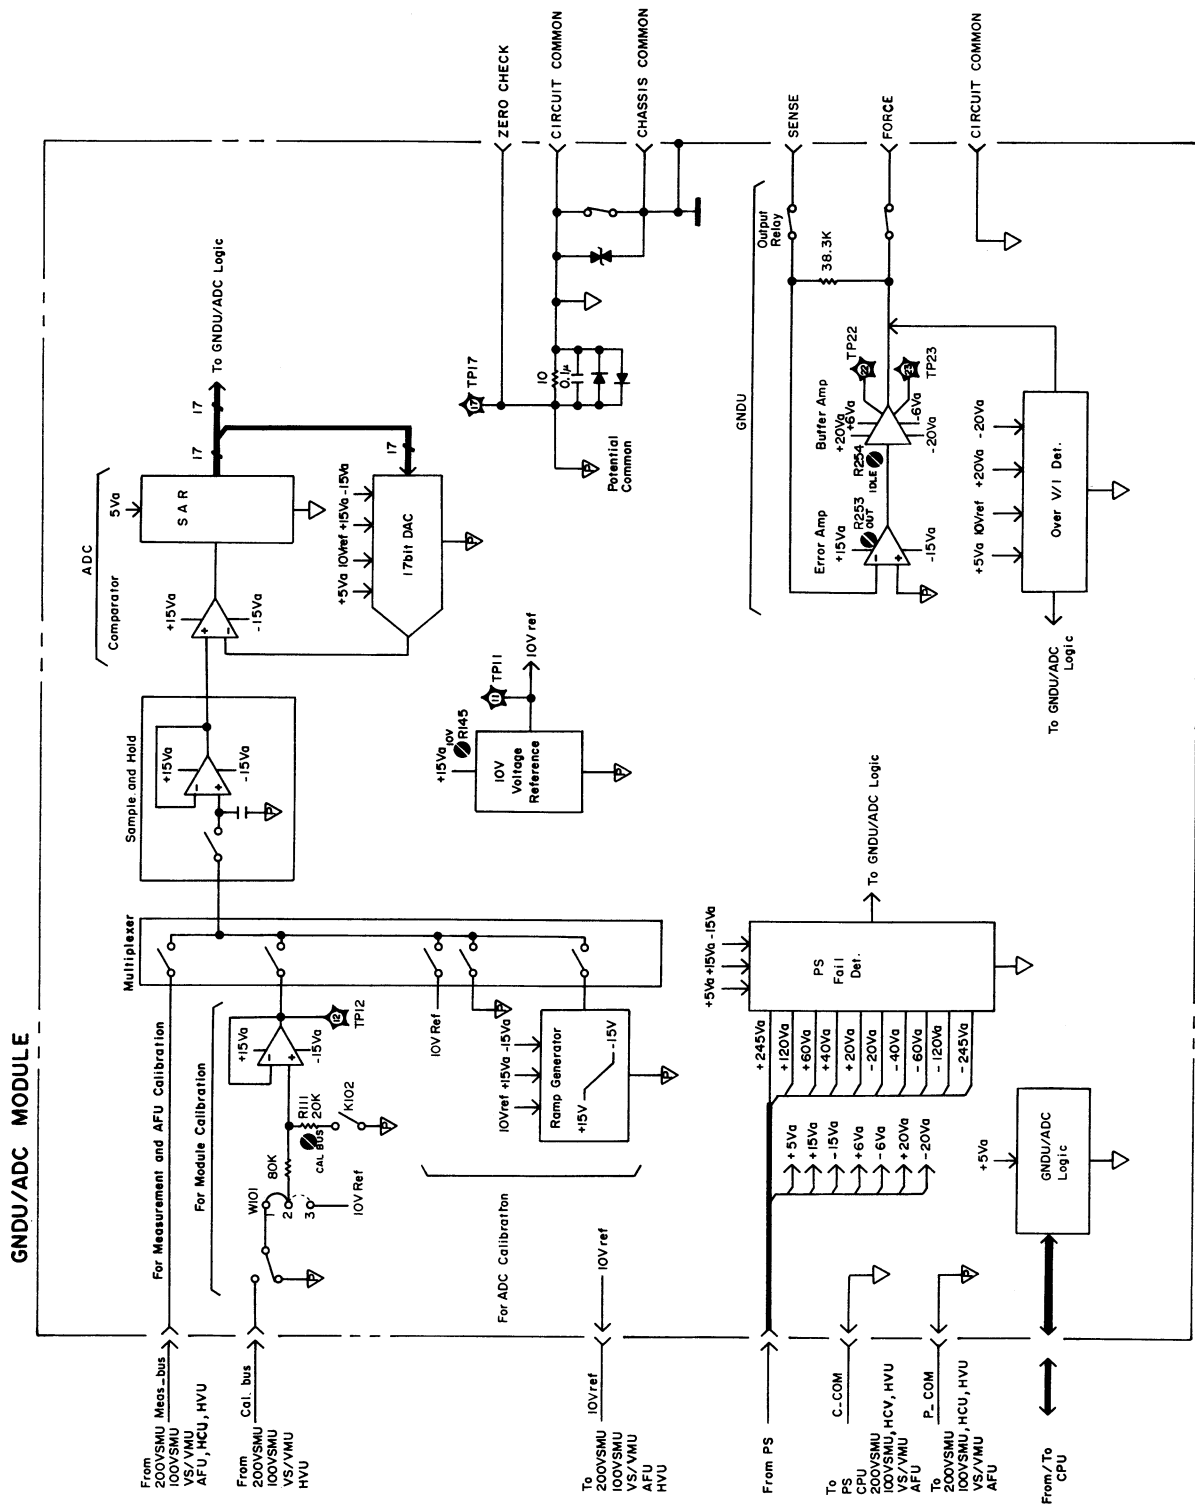 GNDU/ADC MODULE
From
200VSMU Meas_bus
100VSMU
VS/VMU
AFU, HCU, HVU
For Measurement and AFU Calibration
From
200VSMU Cal. bus
100VSMU
VS/VMU
HVU
For Module Calibration
W101
1
2
3
10V Ref
80K
R111
20K
CAL BUS
K102
P
+15Va
-15Va
-
+
12
TP12
P
Multiplexer
10V Ref
P
For ADC Calibration
10Vref +15Va -15Va
Ramp Generator
+15V
-15V
P
To
200VSMU
100VSMU
VS/VMU
AFU
HVU
10Vref
10V ref
Sample and Hold
+15Va
-15Va
-
+
P
ADC
Comparator
+15Va
-15Va
+
-
5Va
SAR
17
17
To GNDU/ADC Logic
17
+5Va 10Vref +15Va -15Va
17bit DAC
P
+15Va
10V
R145
10V
Voltage
Reference
11
TP11
10V ref
P
17
TP17
ZERO CHECK
CIRCUIT COMMON
CHASSIS COMMON
10
0.1µ
P
Potential
Common
From PS
+5Va
+15Va
-15Va
+6Va
-6Va
+20Va
-20Va
+245Va
+120Va
+60Va
+40Va
+20Va
-20Va
-40Va
-60Va
-120Va
-245Va
+5Va +15Va -15Va
PS
Fail
Det.
To GNDU/ADC Logic
GNDU
Error Amp
+15Va
R253
OUT
-
+
-15Va
P
Buffer Amp
+20Va
+6Va
R254
IDLE
-6Va
-20Va
22
TP22
23
TP23
38.3K
Output
Relay
SENSE
FORCE
CIRCUIT COMMON
+5Va 10Vref +20Va -20Va
Over V/I Det.
To GNDU/ADC
Logic
To
PS
CPU
C_COM
200VSMU
100VSMU, HCV, HVU
VS/VMU
AFU
To
200VSMU
P_COM
100VSMU, HCU, HVU
VS/VMU
AFU
P
From/To
CPU
+5Va
GNDU/ADC
Logic